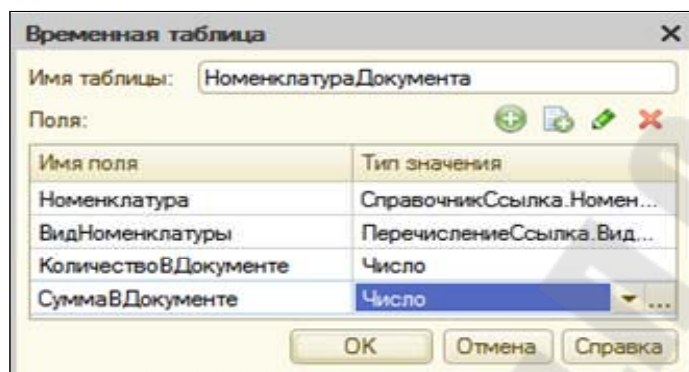 Временная таблица
Имя таблицы: НоменклатураДокумента
Поля:
Имя поля Тип значения
Номенклатура СправочникСсылка.Номен...
ВидНоменклатуры ПеречислениеСсылка.Вид...
КоличествоВДокументе Число
СуммаВДокументе Число ...
OK Отмена Справка